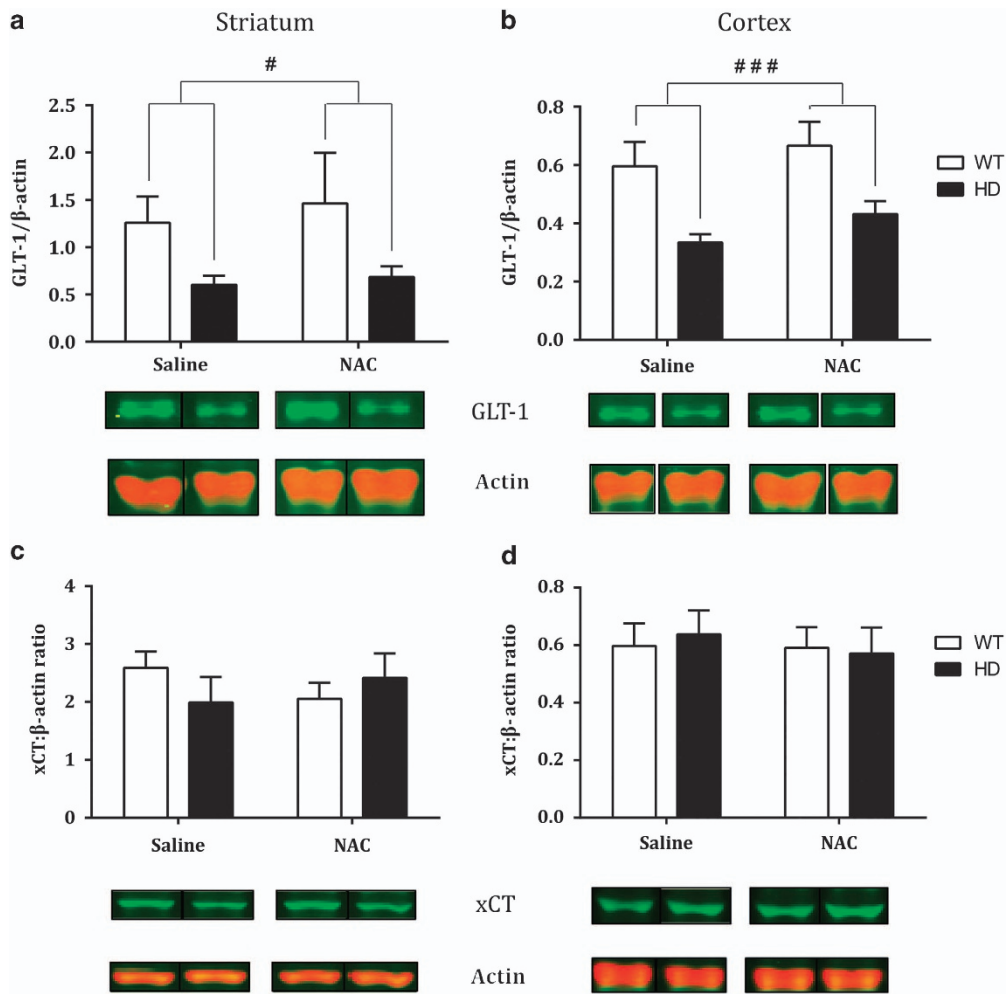 a Striatum
#
2.5
2.0
1.5
1.0
0.5
0.0
GLT-1/β-actin
Saline NAC
b Cortex
# # #
0.8
0.6
0.4
0.2
0.0
GLT-1/β-actin
Saline NAC
WT
HD
GLT-1
Actin
c
4
3
2
1
0
xCT:β-actin ratio
Saline NAC
d
0.8
0.6
0.4
0.2
0.0
xCT:β-actin ratio
Saline NAC
WT
HD
xCT
Actin